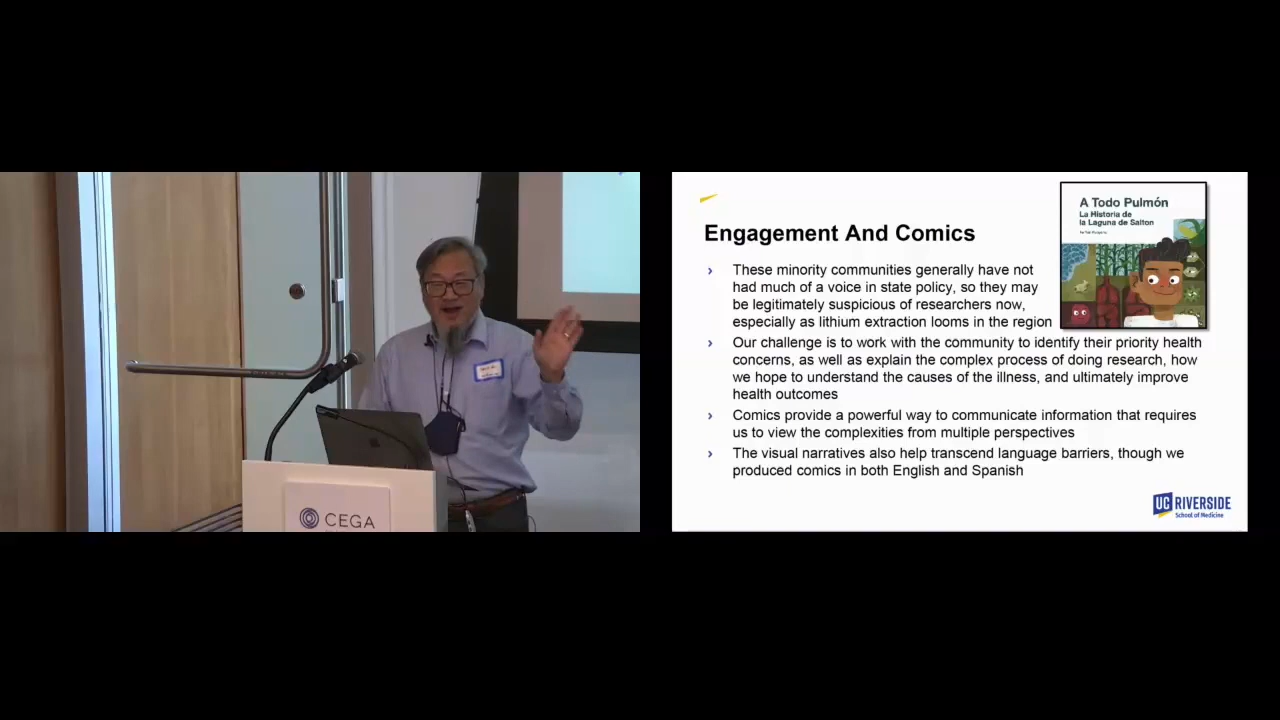 CEGA
Engagement And Comics
A Todo Pulmón
La Historia de
la Laguna de Salton
› These minority communities generally have not
had much of a voice in state policy, so they may
be legitimately suspicious of researchers now,
especially as lithium extraction looms in the region
› Our challenge is to work with the community to identify their priority health
concerns, as well as explain the complex process of doing research, how
we hope to understand the causes of the illness, and ultimately improve
health outcomes
› Comics provide a powerful way to communicate information that requires
us to view the complexities from multiple perspectives
› The visual narratives also help transcend language barriers, though we
produced comics in both English and Spanish
UC RIVERSIDE
School of Medicine